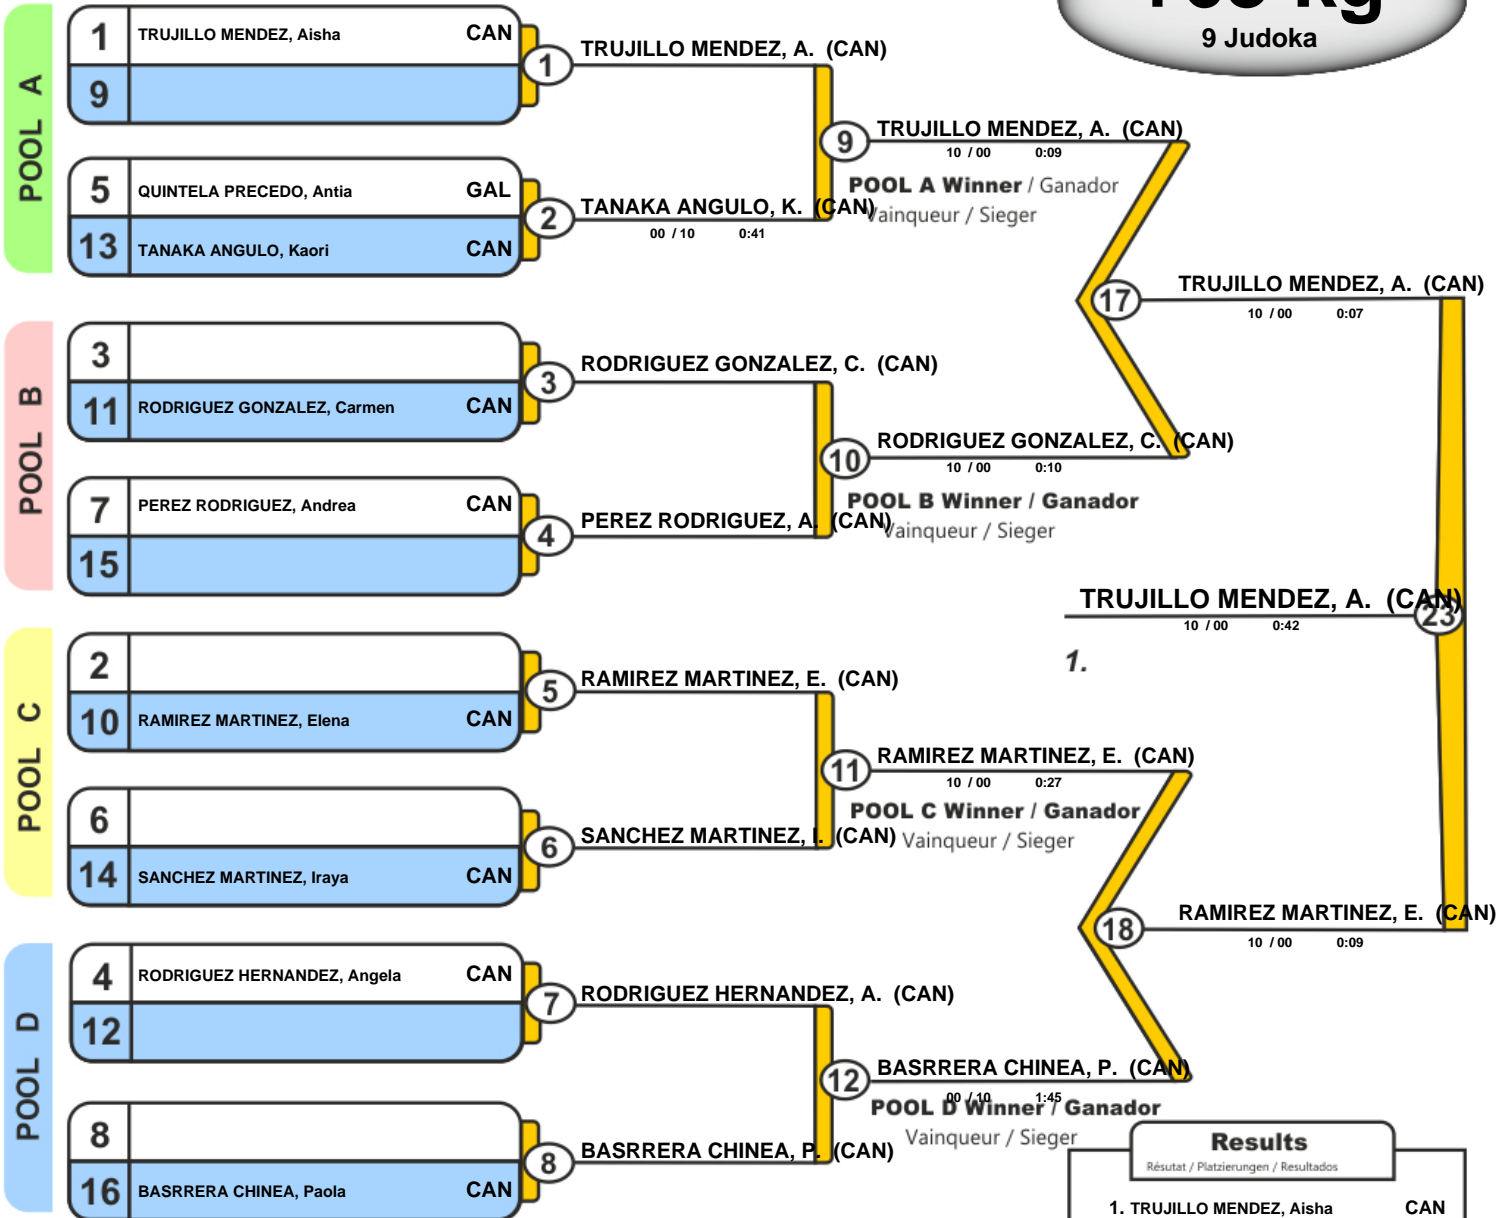 9 Judoka
POOL A
1 TRUJILLO MENDEZ, Aisha CAN
9
5 QUINTELA PRECEDO, Antia GAL
13 TANAKA ANGULO, Kaori CAN
1 TRUJILLO MENDEZ, A. (CAN)
2 TANAKA ANGULO, K. (CAN)
00 / 10 0:41
9 TRUJILLO MENDEZ, A. (CAN)
10 / 00 0:09
POOL A Winner / Ganador
Vainqueur / Sieger
POOL B
3
11 RODRIGUEZ GONZALEZ, Carmen CAN
7 PEREZ RODRIGUEZ, Andrea CAN
15
3 RODRIGUEZ GONZALEZ, C. (CAN)
4 PEREZ RODRIGUEZ, A. (CAN)
10 RODRIGUEZ GONZALEZ, C. (CAN)
10 / 00 0:10
POOL B Winner / Ganador
Vainqueur / Sieger
17 TRUJILLO MENDEZ, A. (CAN)
10 / 00 0:07
TRUJILLO MENDEZ, A. (CAN)
23
10 / 00 0:42
1.
POOL C
2
10 RAMIREZ MARTINEZ, Elena CAN
6
14 SANCHEZ MARTINEZ, Iraya CAN
5 RAMIREZ MARTINEZ, E. (CAN)
6 SANCHEZ MARTINEZ, I. (CAN)
11 RAMIREZ MARTINEZ, E. (CAN)
10 / 00 0:27
POOL C Winner / Ganador
Vainqueur / Sieger
POOL D
4 RODRIGUEZ HERNANDEZ, Angela CAN
12
8
16 BASRRERA CHINEA, Paola CAN
7 RODRIGUEZ HERNANDEZ, A. (CAN)
8 BASRRERA CHINEA, P. (CAN)
12 BASRRERA CHINEA, P. (CAN)
00 / 10 1:45
POOL D Winner / Ganador
Vainqueur / Sieger
18 RAMIREZ MARTINEZ, E. (CAN)
10 / 00 0:09
Results
Résutat / Platzierungen / Resultados
1. TRUJILLO MENDEZ, Aisha CAN